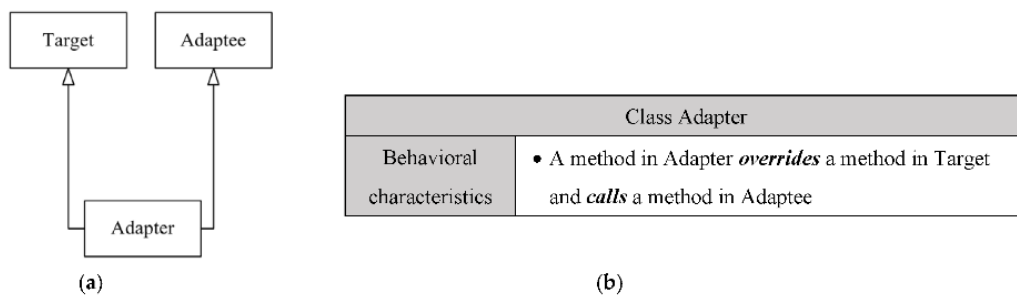 Target
Adaptee
Adapter
(a)
Class Adapter
Behavioral
characteristics
• A method in Adapter overrides a method in Target
and calls a method in Adaptee
(b)